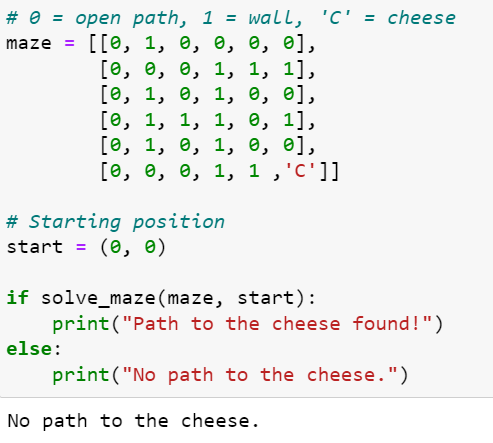 # 0 = open path, 1 = wall, 'C' = cheese
maze = [[0, 1, 0, 0, 0, 0],
        [0, 0, 0, 1, 1, 1],
        [0, 1, 0, 1, 0, 0],
        [0, 1, 1, 1, 0, 1],
        [0, 1, 0, 1, 0, 0],
        [0, 0, 0, 1, 1 ,'C']]

# Starting position
start = (0, 0)

if solve_maze(maze, start):
    print("Path to the cheese found!")
else:
    print("No path to the cheese.")

No path to the cheese.